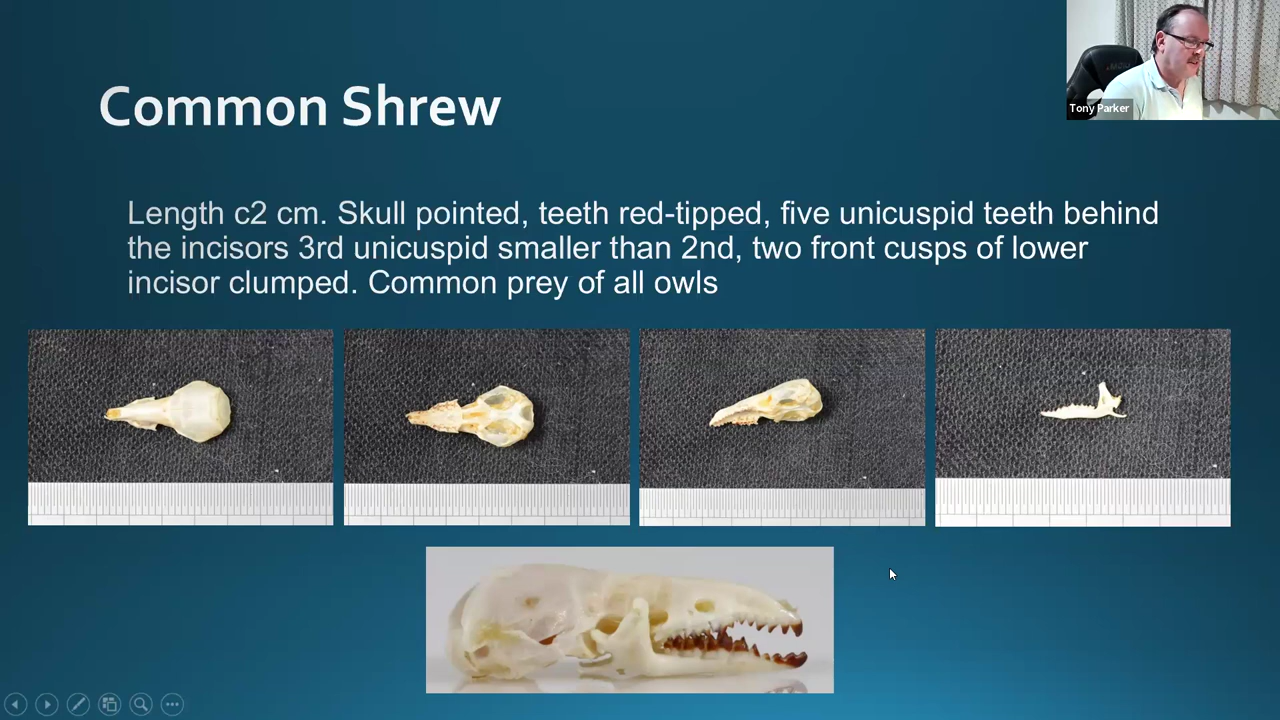 Tony Parker
Common Shrew
Length c2 cm. Skull pointed, teeth red-tipped, five unicuspid teeth behind
the incisors 3rd unicuspid smaller than 2nd, two front cusps of lower
incisor clumped. Common prey of all owls